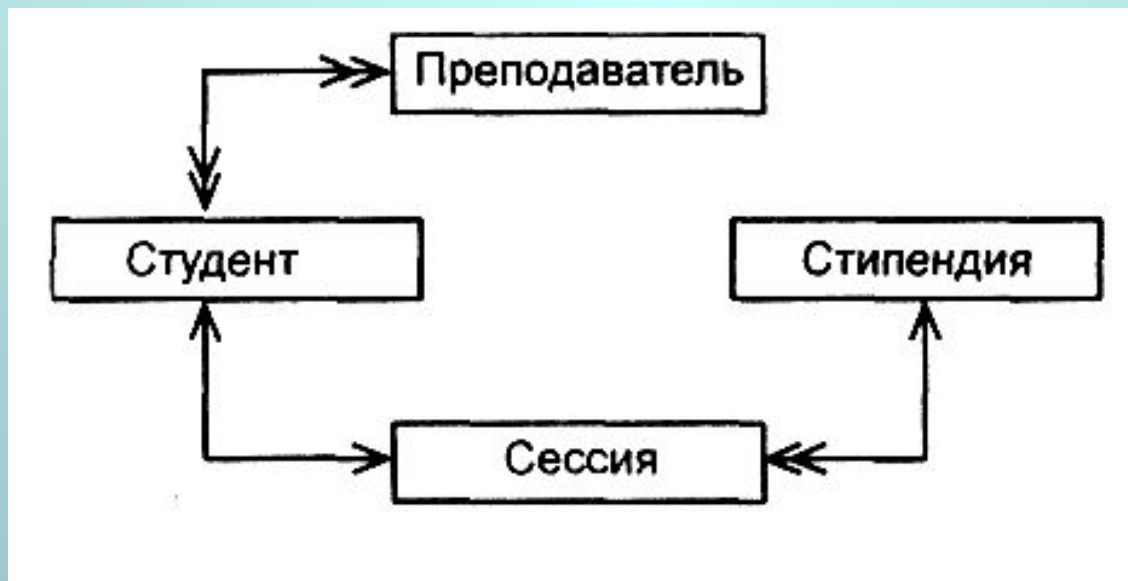 Преподаватель
Студент
Стипендия
Сессия